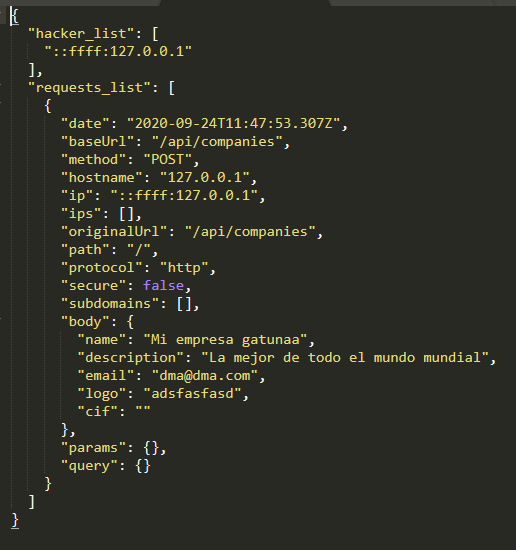 {
  "hacker_list": [
    "::ffff:127.0.0.1"
  ],
  "requests_list": [
    {
      "date": "2020-09-24T11:47:53.307Z",
      "baseUrl": "/api/companies",
      "method": "POST",
      "hostname": "127.0.0.1",
      "ip": "::ffff:127.0.0.1",
      "ips": [],
      "originalUrl": "/api/companies",
      "path": "/",
      "protocol": "http",
      "secure": false,
      "subdomains": [],
      "body": {
        "name": "Mi empresa gatunaa",
        "description": "La mejor de todo el mundo mundial",
        "email": "dma@dma.com",
        "logo": "adsfasfasd",
        "cif": ""
      },
      "params": {},
      "query": {}
    }
  ]
}